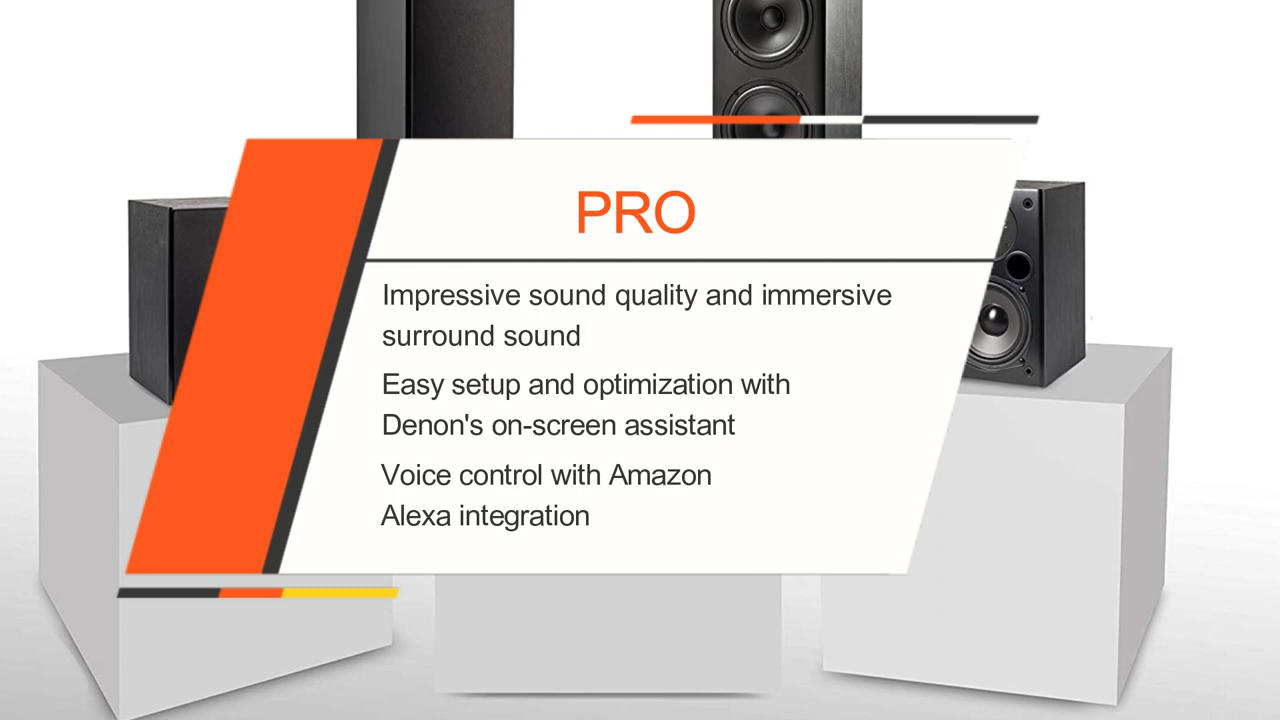 PRO
Impressive sound quality and immersive
surround sound
Easy setup and optimization with
Denon's on-screen assistant
Voice control with Amazon
Alexa integration